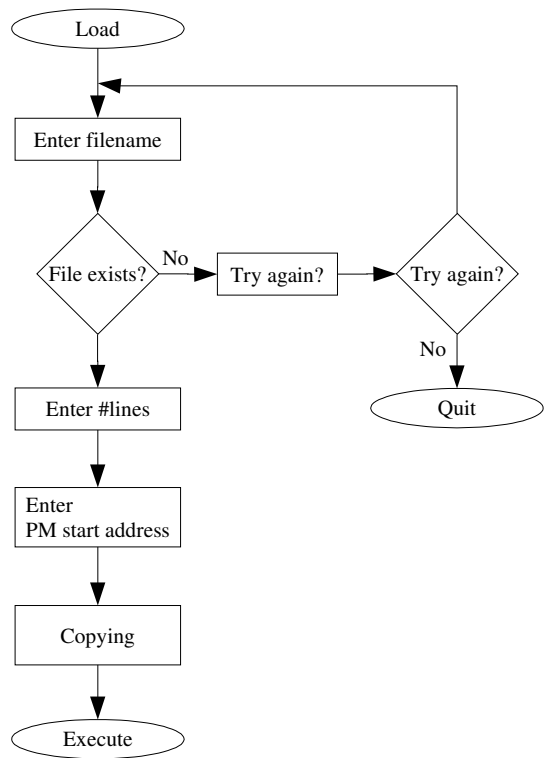 Load
Enter filename
File exists?
No
Try again?
Try again?
No
Quit
Enter #lines
Enter
PM start address
Copying
Execute